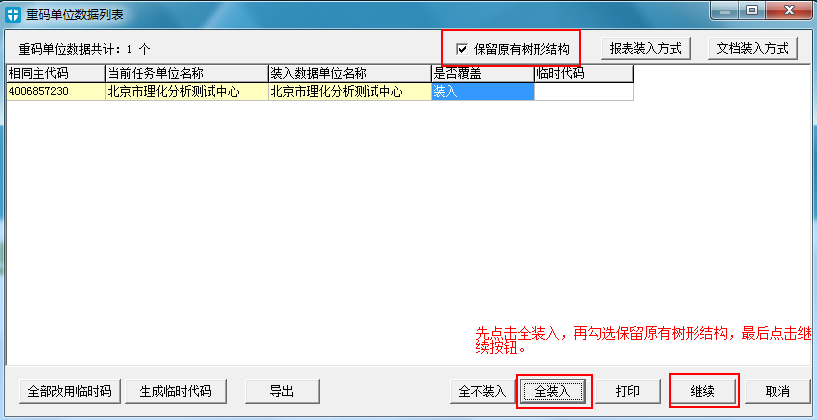 重码单位数据列表
重码单位数据共计：1 个
保留原有树形结构
报表装入方式
文档装入方式
相同主代码 当前任务单位名称 装入数据单位名称 是否覆盖 临时代码
4006857230 北京市理化分析测试中心 北京市理化分析测试中心 装入
先点击全装入，再勾选保留原有树形结构，最后点击继
续按钮。
全部改用临时码 生成临时代码 导出 全不装入 全装入 打印 继续 取消